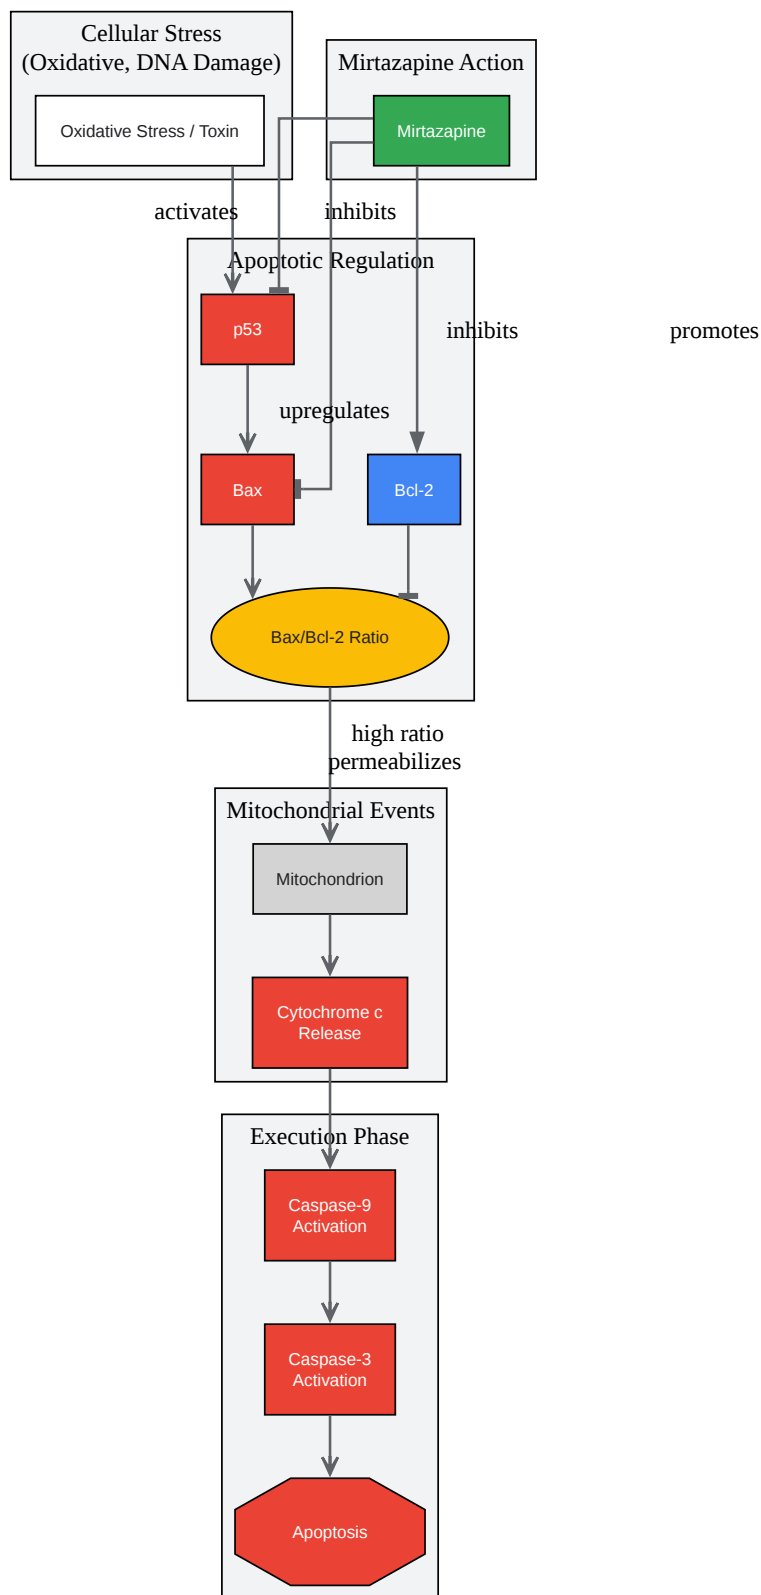 Cellular Stress
(Oxidative, DNA Damage)
Mirtazapine Action
Oxidative Stress / Toxin
Mirtazapine
activates
inhibits
Apoptotic Regulation
p53
inhibits
promotes
upregulates
Bax
Bcl-2
Bax/Bcl-2 Ratio
high ratio
permeabilizes
Mitochondrial Events
Mitochondrion
Cytochrome c
Release
Execution Phase
Caspase-9
Activation
Caspase-3
Activation
Apoptosis